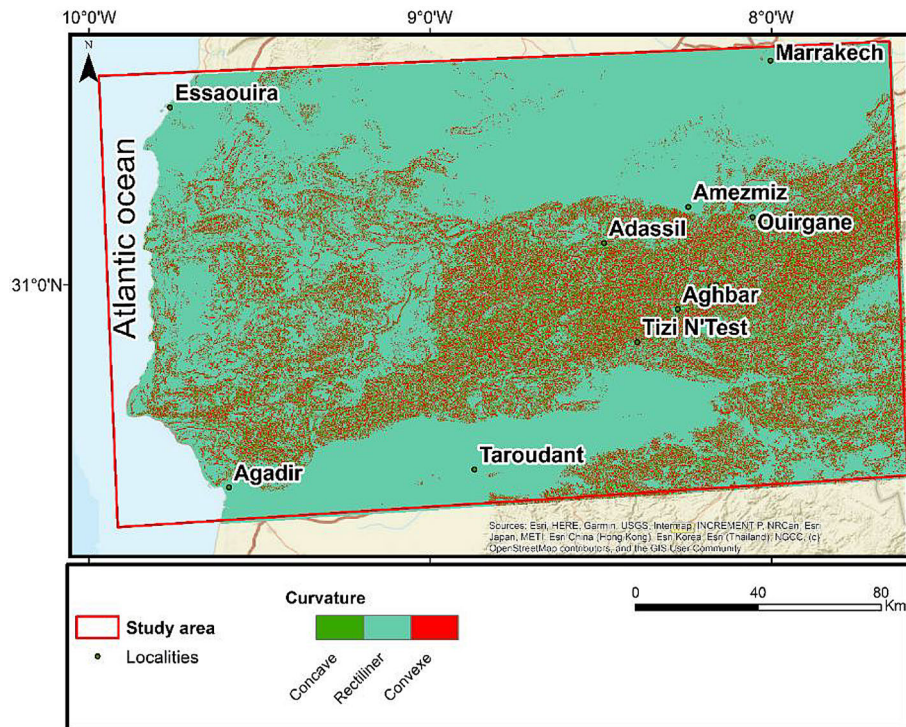 10°0'W 9°0'W 8°0'W
N
Marrakech
Essaouira
Atlantic ocean
Amezmiz
Ouirgane
Adassil
31°0'N
Aghbar
Tizi N'Test
Taroudant
Agadir
Sources: Esri, HERE, Garmin, USGS, Intermap, INCREMENT P, NRCan, Esri
Japan, METI, Esri China (Hong Kong), Esri Korea, Esri (Thailand), NGCC, (c)
OpenStreetMap contributors, and the GIS User Community
Curvature
0 40 80
Km
Study area
Localities
Concave
Rectiliner
Convexe